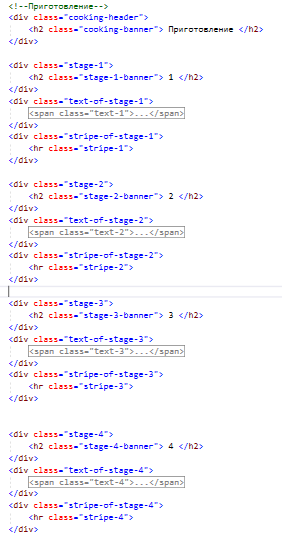 <!--Приготовление-->
<div class="cooking-header">
<h2 class="cooking-banner"> Приготовление </h2>
</div>
<div class="stage-1">
<h2 class="stage-1-banner"> 1 </h2>
</div>
<div class="text-of-stage-1">
<span class="text-1">...</span>
</div>
<div class="stripe-of-stage-1">
<hr class="stripe-1">
</div>
<div class="stage-2">
<h2 class="stage-2-banner"> 2 </h2>
</div>
<div class="text-of-stage-2">
<span class="text-2">...</span>
</div>
<div class="stripe-of-stage-2">
<hr class="stripe-2">
</div>
<div class="stage-3">
<h2 class="stage-3-banner"> 3 </h2>
</div>
<div class="text-of-stage-3">
<span class="text-3">...</span>
</div>
<div class="stripe-of-stage-3">
<hr class="stripe-3">
</div>
<div class="stage-4">
<h2 class="stage-4-banner"> 4 </h2>
</div>
<div class="text-of-stage-4">
<span class="text-4">...</span>
</div>
<div class="stripe-of-stage-4">
<hr class="stripe-4">
</div>